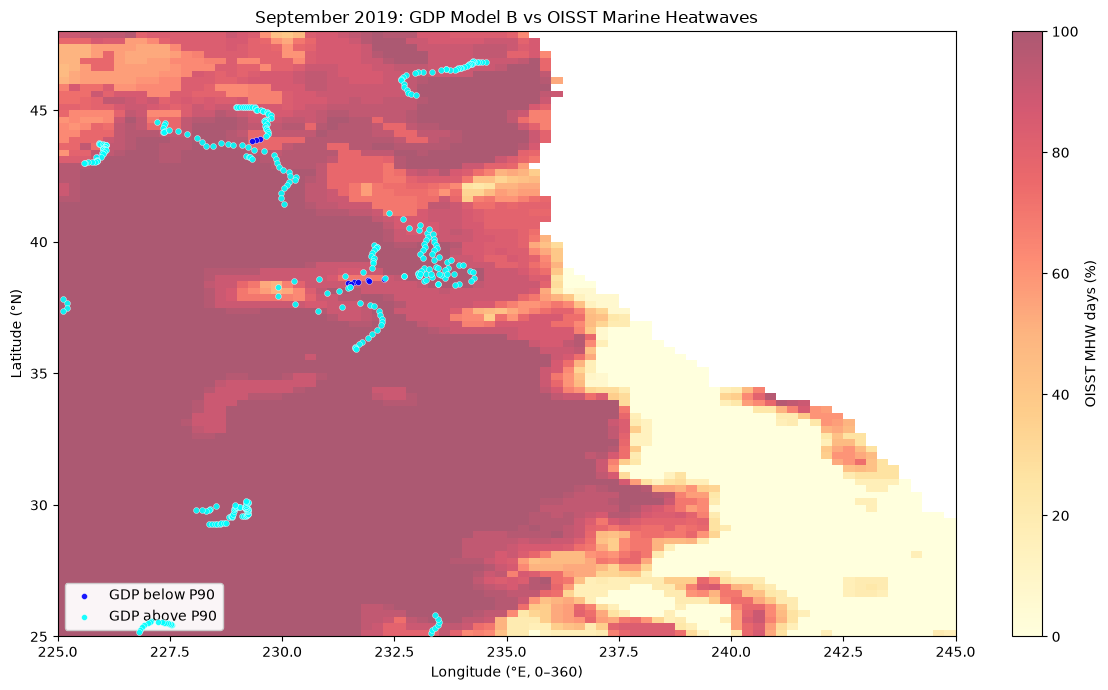 September 2019: GDP Model B vs OISST Marine Heatwaves
Latitude (°N)
45
40
35
30
25
GDP below P90
GDP above P90
225.0 227.5 230.0 232.5 235.0 237.5 240.0 242.5 245.0
Longitude (°E, 0–360)
100
80
60
40
20
0
OISST MHW days (%)